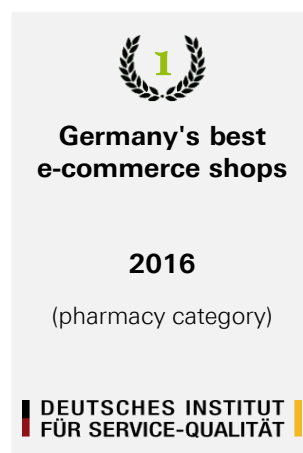 1
Germany's best
e-commerce shops
2016
(pharmacy category)
DEUTSCHES INSTITUT
FÜR SERVICE-QUALITÄT